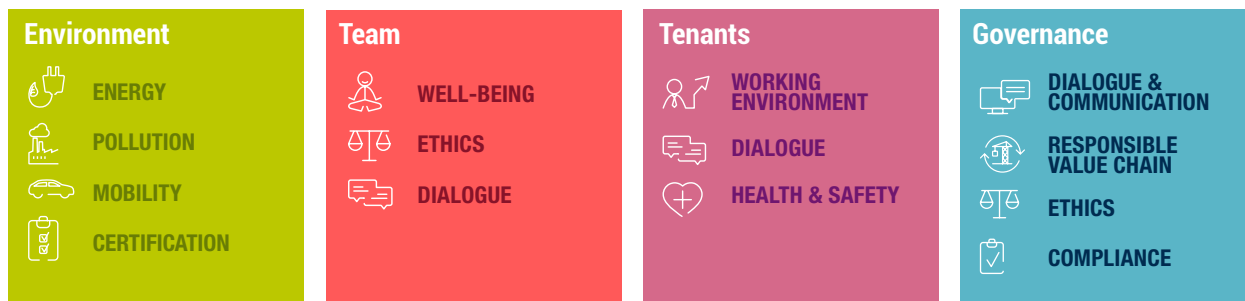 Environment
ENERGY
POLLUTION
MOBILITY
CERTIFICATION
Team
WELL-BEING
ETHICS
DIALOGUE
Tenants
WORKING
ENVIRONMENT
DIALOGUE
HEALTH & SAFETY
Governance
DIALOGUE &
COMMUNICATION
RESPONSIBLE
VALUE CHAIN
ETHICS
COMPLIANCE